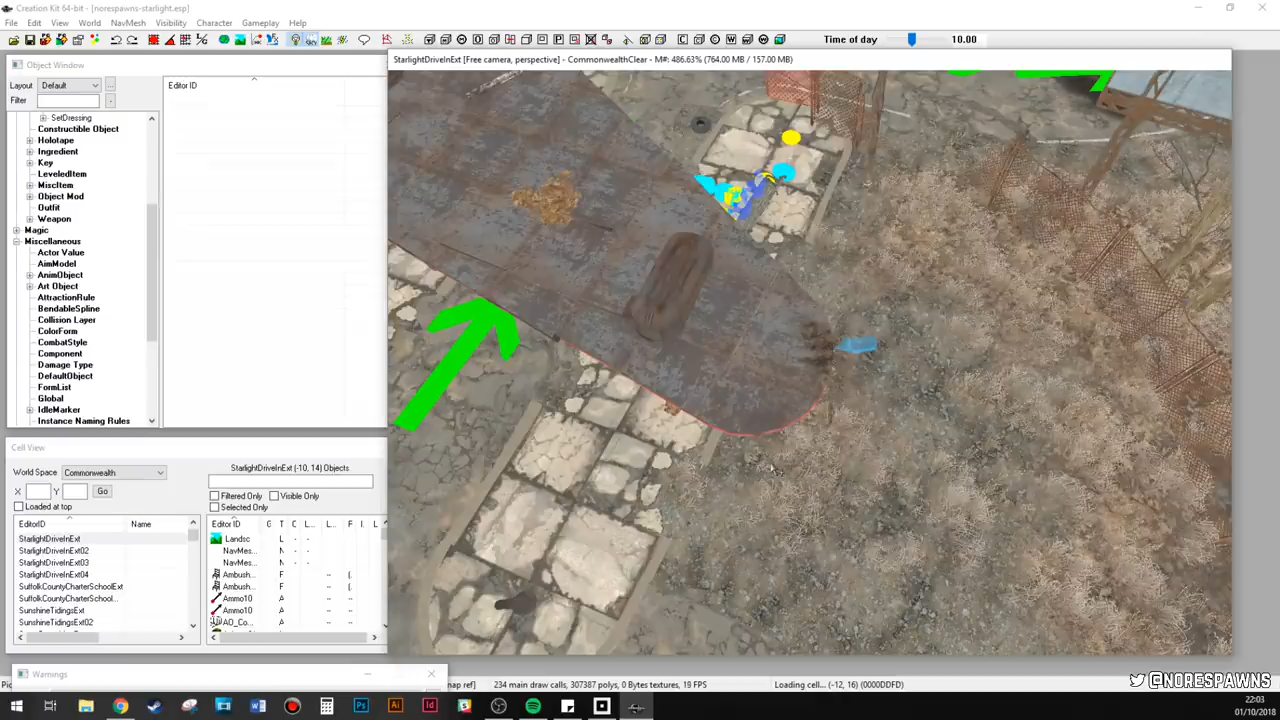 Creation Kit 64-bit - [norespawns-starlight.esp]
File Edit View World NavMesh Visibility Character Gameplay Help
Time of day 10.00
Object Window
Layout Default ...
Filter
SetDressing
Constructible Object
Holotape
Ingredient
Key
LeveledItem
MiscItem
Object Mod
Outfit
Weapon
Magic
Miscellaneous
Actor Value
AimModel
AnimObject
Art Object
AttractionRule
BendableSpline
Collision Layer
ColorForm
CombatStyle
Component
Damage Type
DefaultObject
FormList
Global
IdleMarker
Instance Naming Rules
Editor ID
StarlightDriveInExt [Free camera, perspective] - CommonwealthClear - M#: 486.63% (764.00 MB / 157.00 MB)
Cell View
World Space Commonwealth
X Y Go
Loaded at top
EditorID Name
StarlightDriveInExt
StarlightDriveInExt02
StarlightDriveInExt03
StarlightDriveInExt04
SuffolkCountyCharterSchoolExt
SuffolkCountyCharterSchool...
SunshineTidingsExt
SunshineTidingsExt02
StarlightDriveInExt (-10, 14) Objects
Filtered Only Visible Only
Selected Only
Editor ID
Landsc L - -
NavMes... N - -
NavMes... N - -
Ambush... F
Ambush... F
Ammo10 A
Ammo10 A
AO_Co...
Warnings
234 main draw calls, 307387 polys, 0 Bytes textures, 19 FPS
Loading cell... (-12, 16) (0000DDFD)
@NORESPAWNS
22:03
01/10/2018